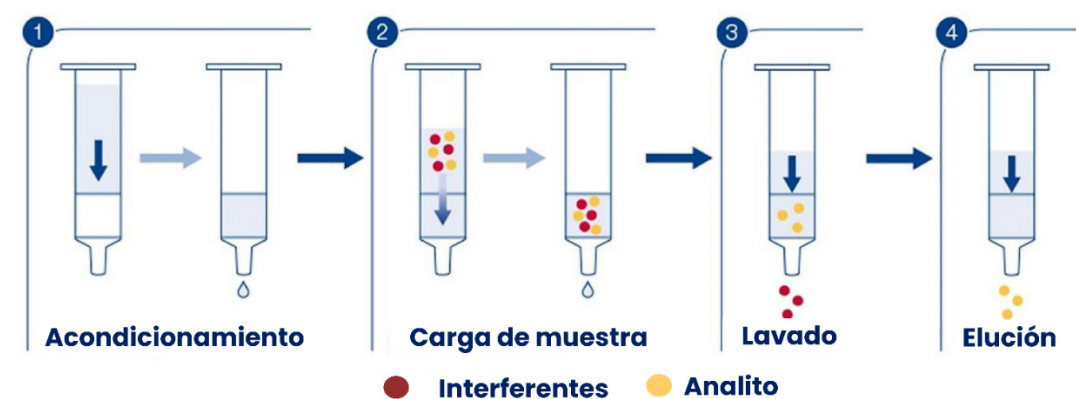 1
2
3
4
Acondicionamiento
Carga de muestra
Lavado
Elución
Interferentes
Analito